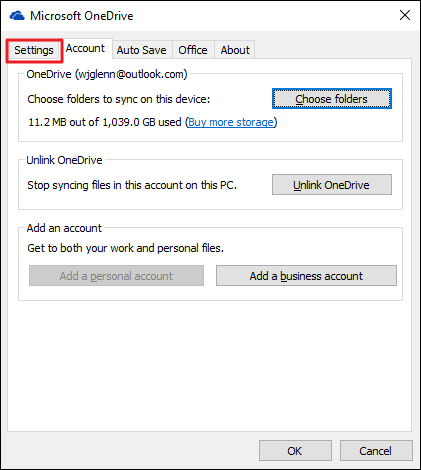 Microsoft OneDrive
Settings Account Auto Save Office About
OneDrive (wjglenn@outlook.com)
Choose folders to sync on this device: Choose folders
11.2 MB out of 1,039.0 GB used (Buy more storage)
Unlink OneDrive
Stop syncing files in this account on this PC. Unlink OneDrive
Add an account
Get to both your work and personal files.
Add a personal account Add a business account
OK Cancel